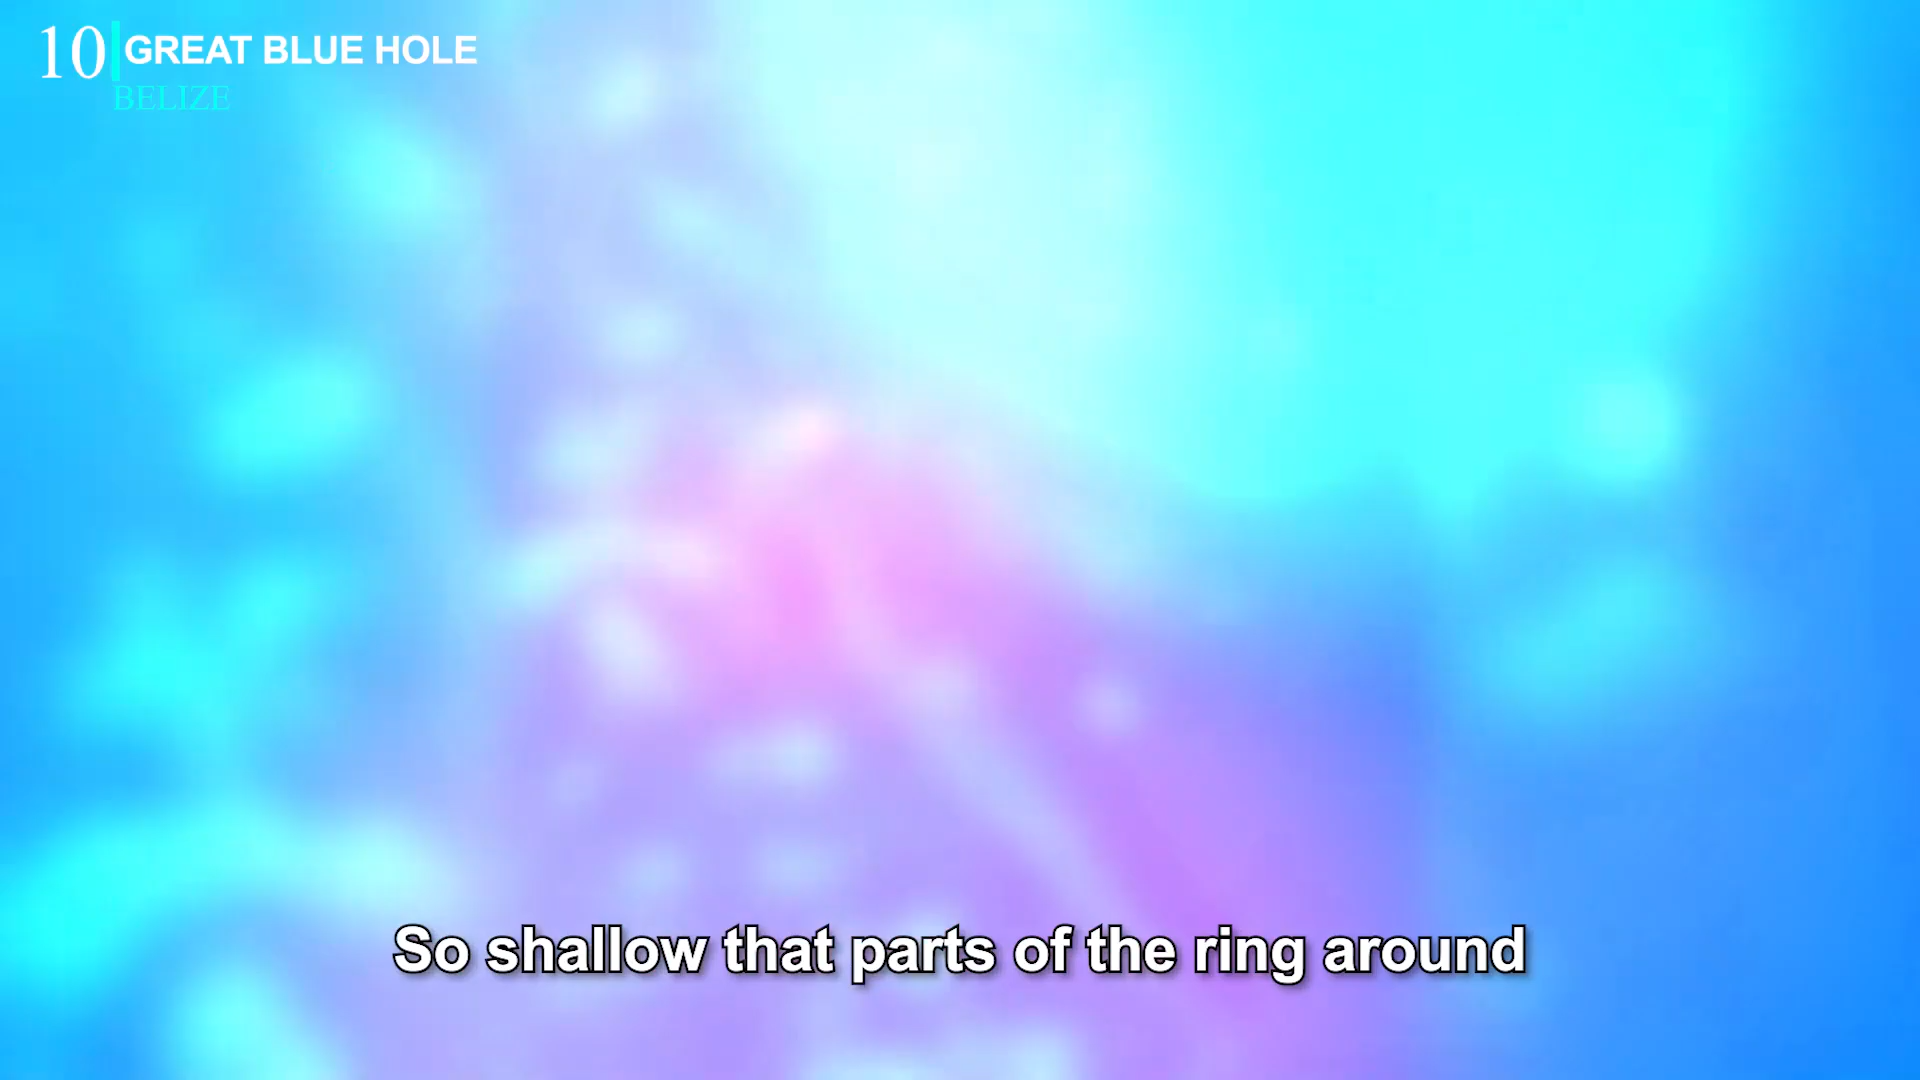 10 GREAT BLUE HOLE
BELIZE
So shallow that parts of the ring around